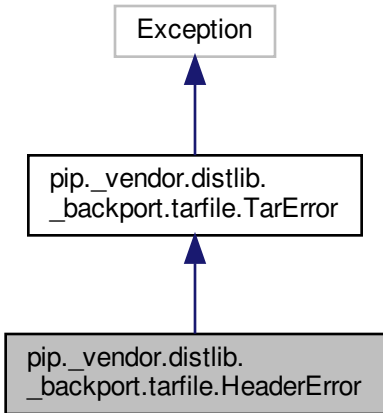 Exception
pip._vendor.distlib.
_backport.tarfile.TarError
pip._vendor.distlib.
_backport.tarfile.HeaderError